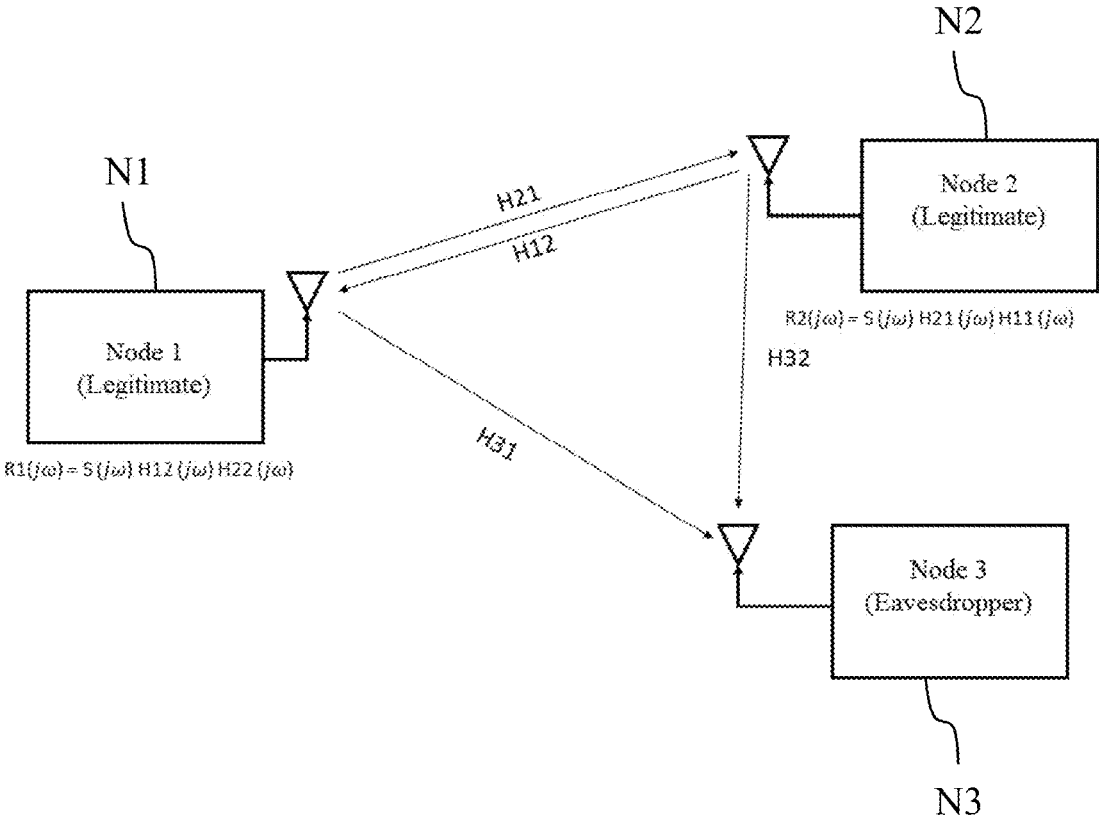 N2
N1
Node 2
(Legitimate)
H21
H12
R2(jω) = S (jω) H21 (jω) H11 (jω)
Node 1
(Legitimate)
H32
H31
R1(jω) = S (jω) H12 (jω) H22 (jω)
Node 3
(Eavesdropper)
N3